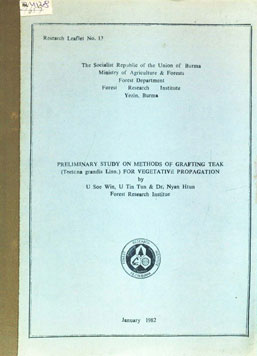 Research Leaflet No. 17
The Socialist Republic of the Union of Burma
Ministry of Agriculture & Forests
Forest Department
Forest Research Institute
Yezin, Burma
PRELIMINARY STUDY ON METHODS OF GRAFTING TEAK
(Tectona grandis Linn.) FOR VEGETATIVE PROPAGATION
by
U Soe Win, U Tin Tun & Dr. Nyan Htun
Forest Research Institue
January 1982